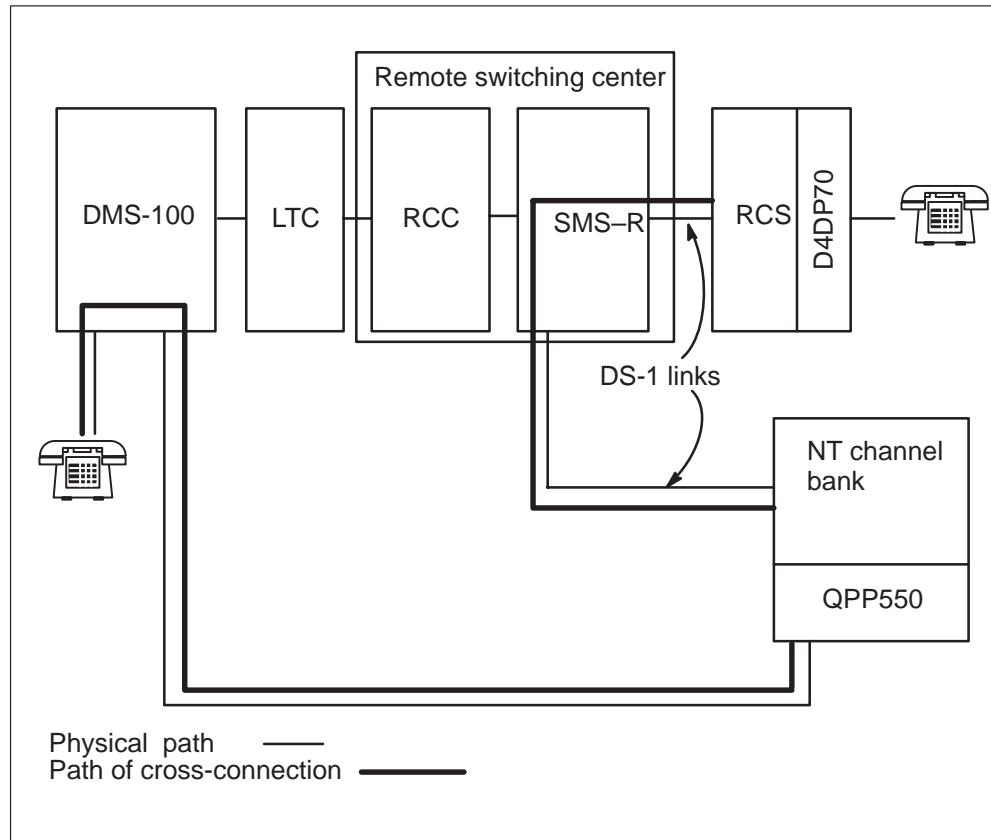 Remote switching center
DMS-100
LTC
RCC
SMS–R
RCS
D4DP70
DS-1 links
NT channel
bank
QPP550
Physical path
Path of cross-connection